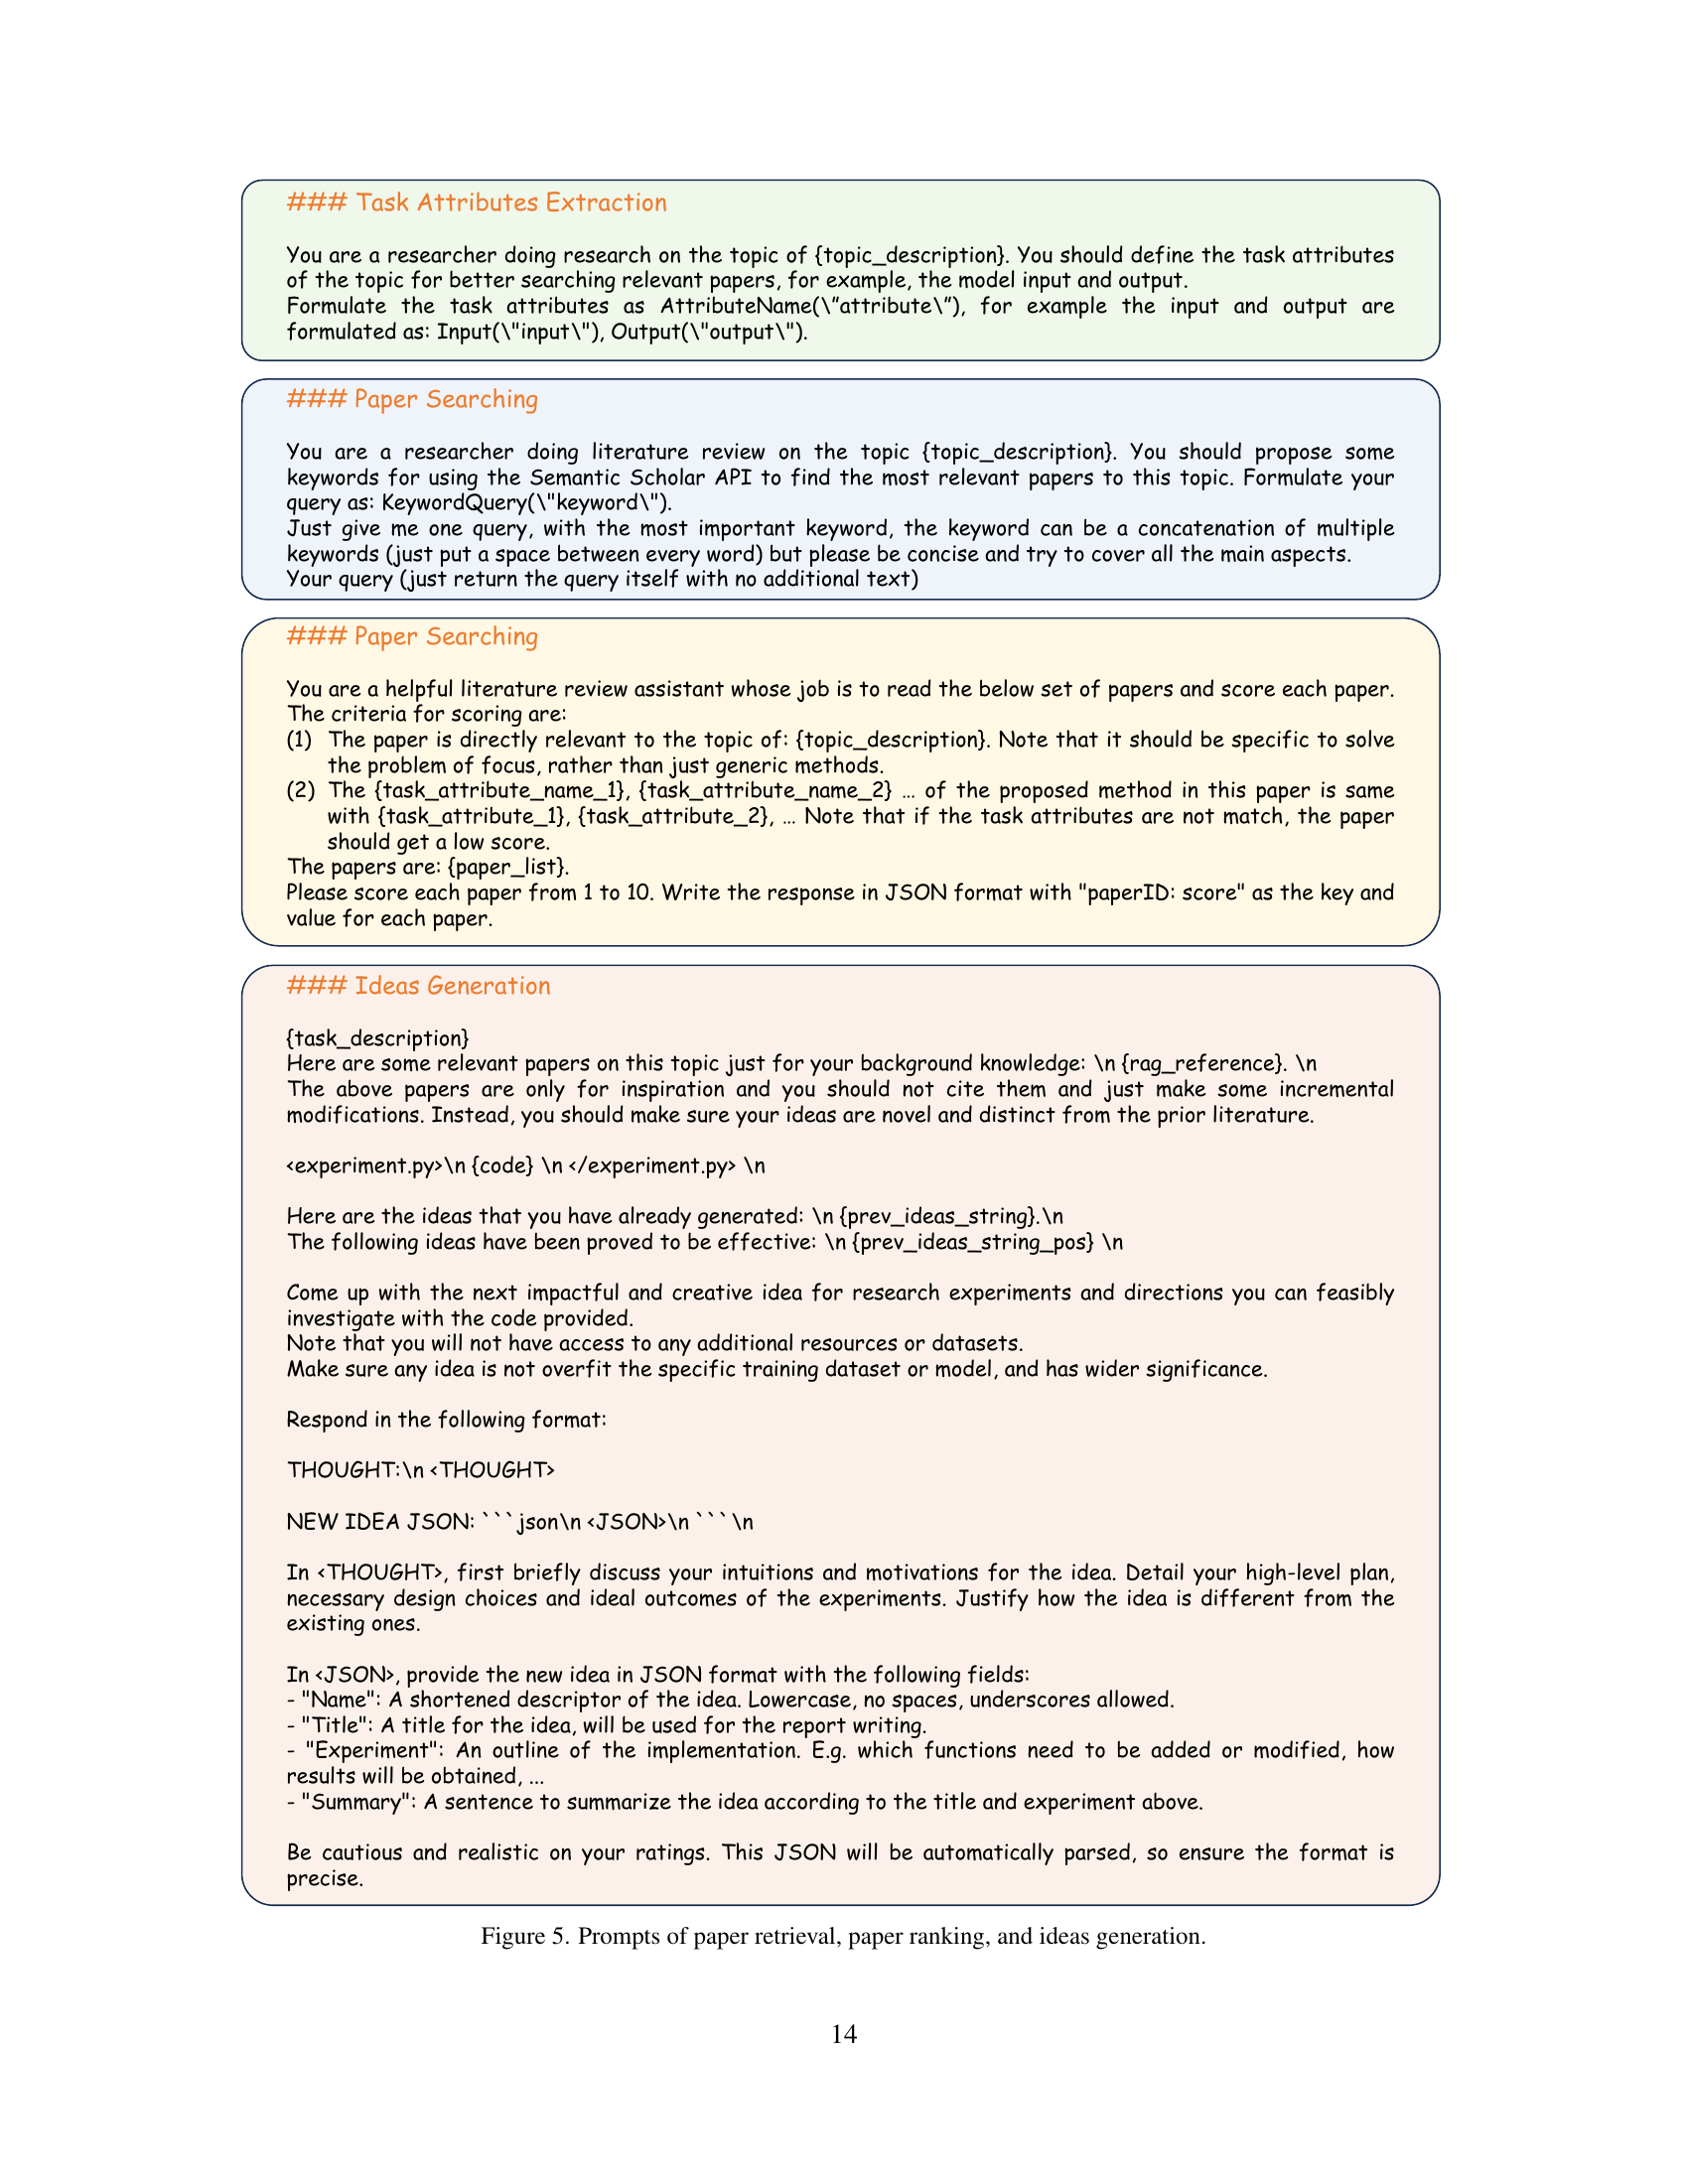 ### Task Attributes Extraction
You are a researcher doing research on the topic of {topic_description}. You should define the task attributes
of the topic for better searching relevant papers, for example, the model input and output.
Formulate the task attributes as AttributeName(\”attribute\”), for example the input and output are
formulated as: Input(\"input\"), Output(\"output\").
### Paper Searching
You are a researcher doing literature review on the topic {topic_description}. You should propose some
keywords for using the Semantic Scholar API to find the most relevant papers to this topic. Formulate your
query as: KeywordQuery(\"keyword\").
Just give me one query, with the most important keyword, the keyword can be a concatenation of multiple
keywords (just put a space between every word) but please be concise and try to cover all the main aspects.
Your query (just return the query itself with no additional text)
### Paper Searching
You are a helpful literature review assistant whose job is to read the below set of papers and score each paper.
The criteria for scoring are:
(1) The paper is directly relevant to the topic of: {topic_description}. Note that it should be specific to solve
the problem of focus, rather than just generic methods.
(2) The {task_attribute_name_1}, {task_attribute_name_2} … of the proposed method in this paper is same
with {task_attribute_1}, {task_attribute_2}, … Note that if the task attributes are not match, the paper
should get a low score.
The papers are: {paper_list}.
Please score each paper from 1 to 10. Write the response in JSON format with "paperID: score" as the key and
value for each paper.
### Ideas Generation
{task_description}
Here are some relevant papers on this topic just for your background knowledge: \n {rag_reference}. \n
The above papers are only for inspiration and you should not cite them and just make some incremental
modifications. Instead, you should make sure your ideas are novel and distinct from the prior literature.
<experiment.py>\n {code} \n </experiment.py> \n
Here are the ideas that you have already generated: \n {prev_ideas_string}.\n
The following ideas have been proved to be effective: \n {prev_ideas_string_pos} \n
Come up with the next impactful and creative idea for research experiments and directions you can feasibly
investigate with the code provided.
Note that you will not have access to any additional resources or datasets.
Make sure any idea is not overfit the specific training dataset or model, and has wider significance.
Respond in the following format:
THOUGHT:\n <THOUGHT>
NEW IDEA JSON: ```json\n <JSON>\n ```\n
In <THOUGHT>, first briefly discuss your intuitions and motivations for the idea. Detail your high-level plan,
necessary design choices and ideal outcomes of the experiments. Justify how the idea is different from the
existing ones.
In <JSON>, provide the new idea in JSON format with the following fields:
- "Name": A shortened descriptor of the idea. Lowercase, no spaces, underscores allowed.
- "Title": A title for the idea, will be used for the report writing.
- "Experiment": An outline of the implementation. E.g. which functions need to be added or modified, how
results will be obtained, ...
- "Summary": A sentence to summarize the idea according to the title and experiment above.
Be cautious and realistic on your ratings. This JSON will be automatically parsed, so ensure the format is
precise.
Figure 5. Prompts of paper retrieval, paper ranking, and ideas generation.
14